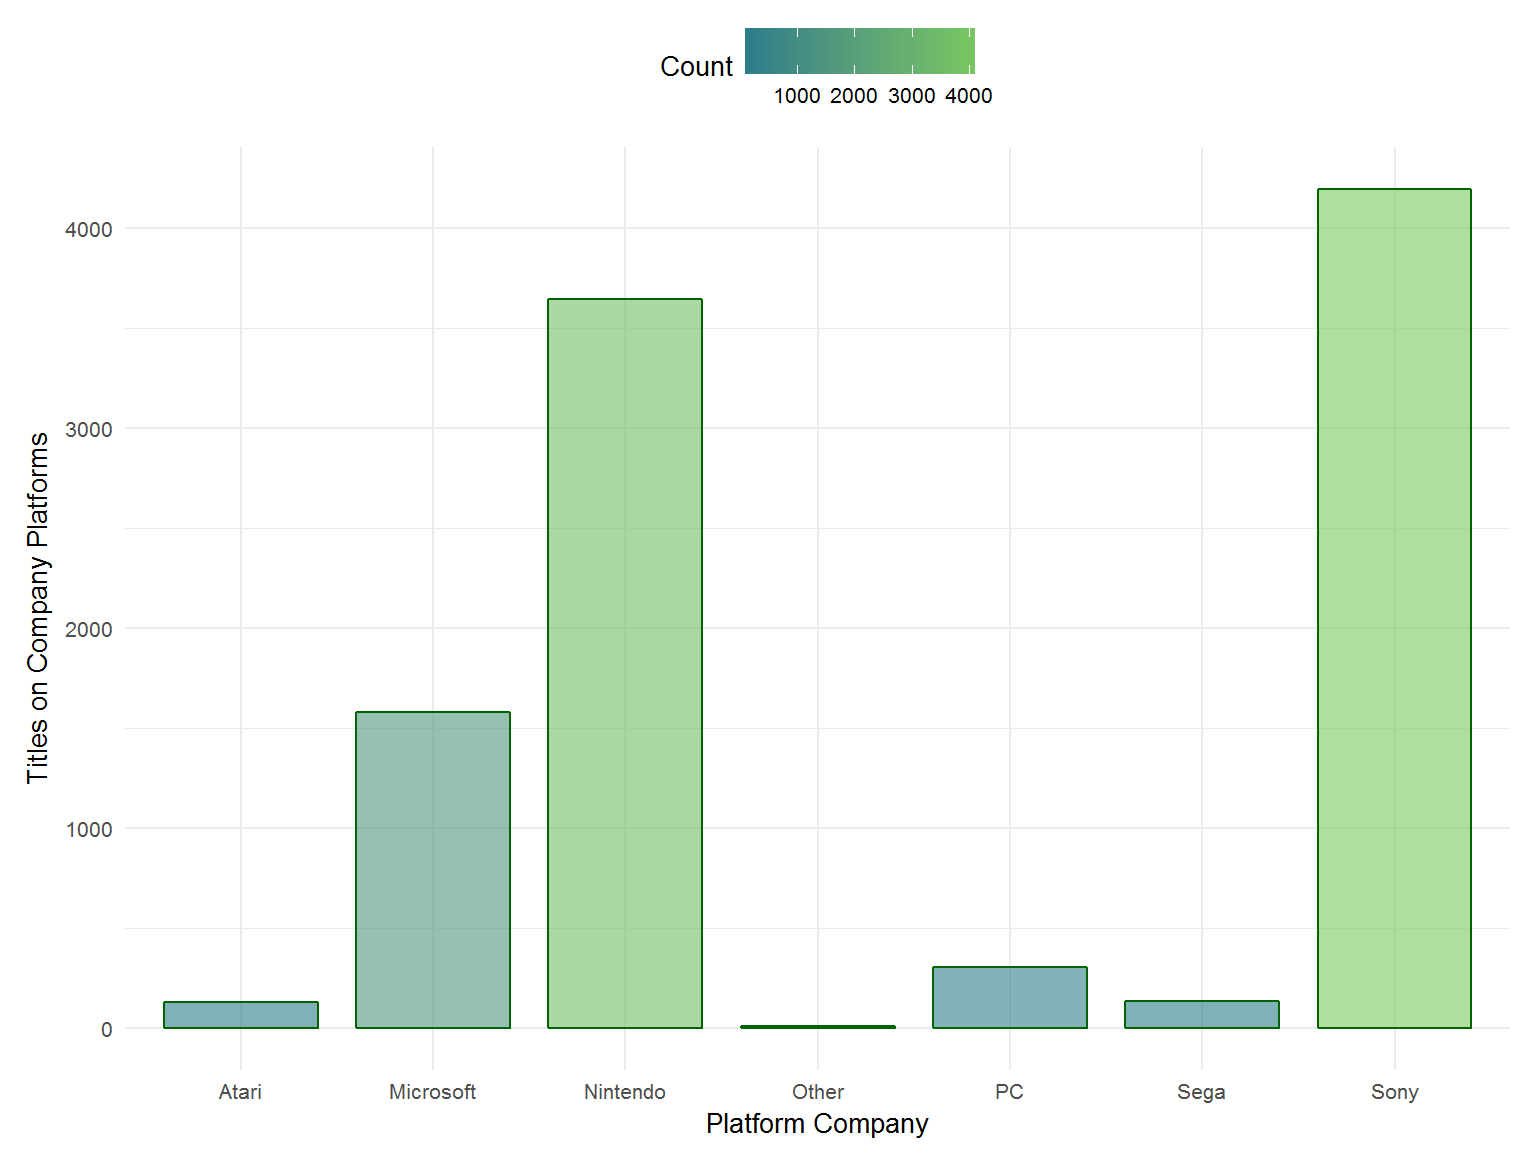 Count
1000 2000 3000 4000
Titles on Company Platforms
4000
3000
2000
1000
0
Atari Microsoft Nintendo Other PC Sega Sony
Platform Company